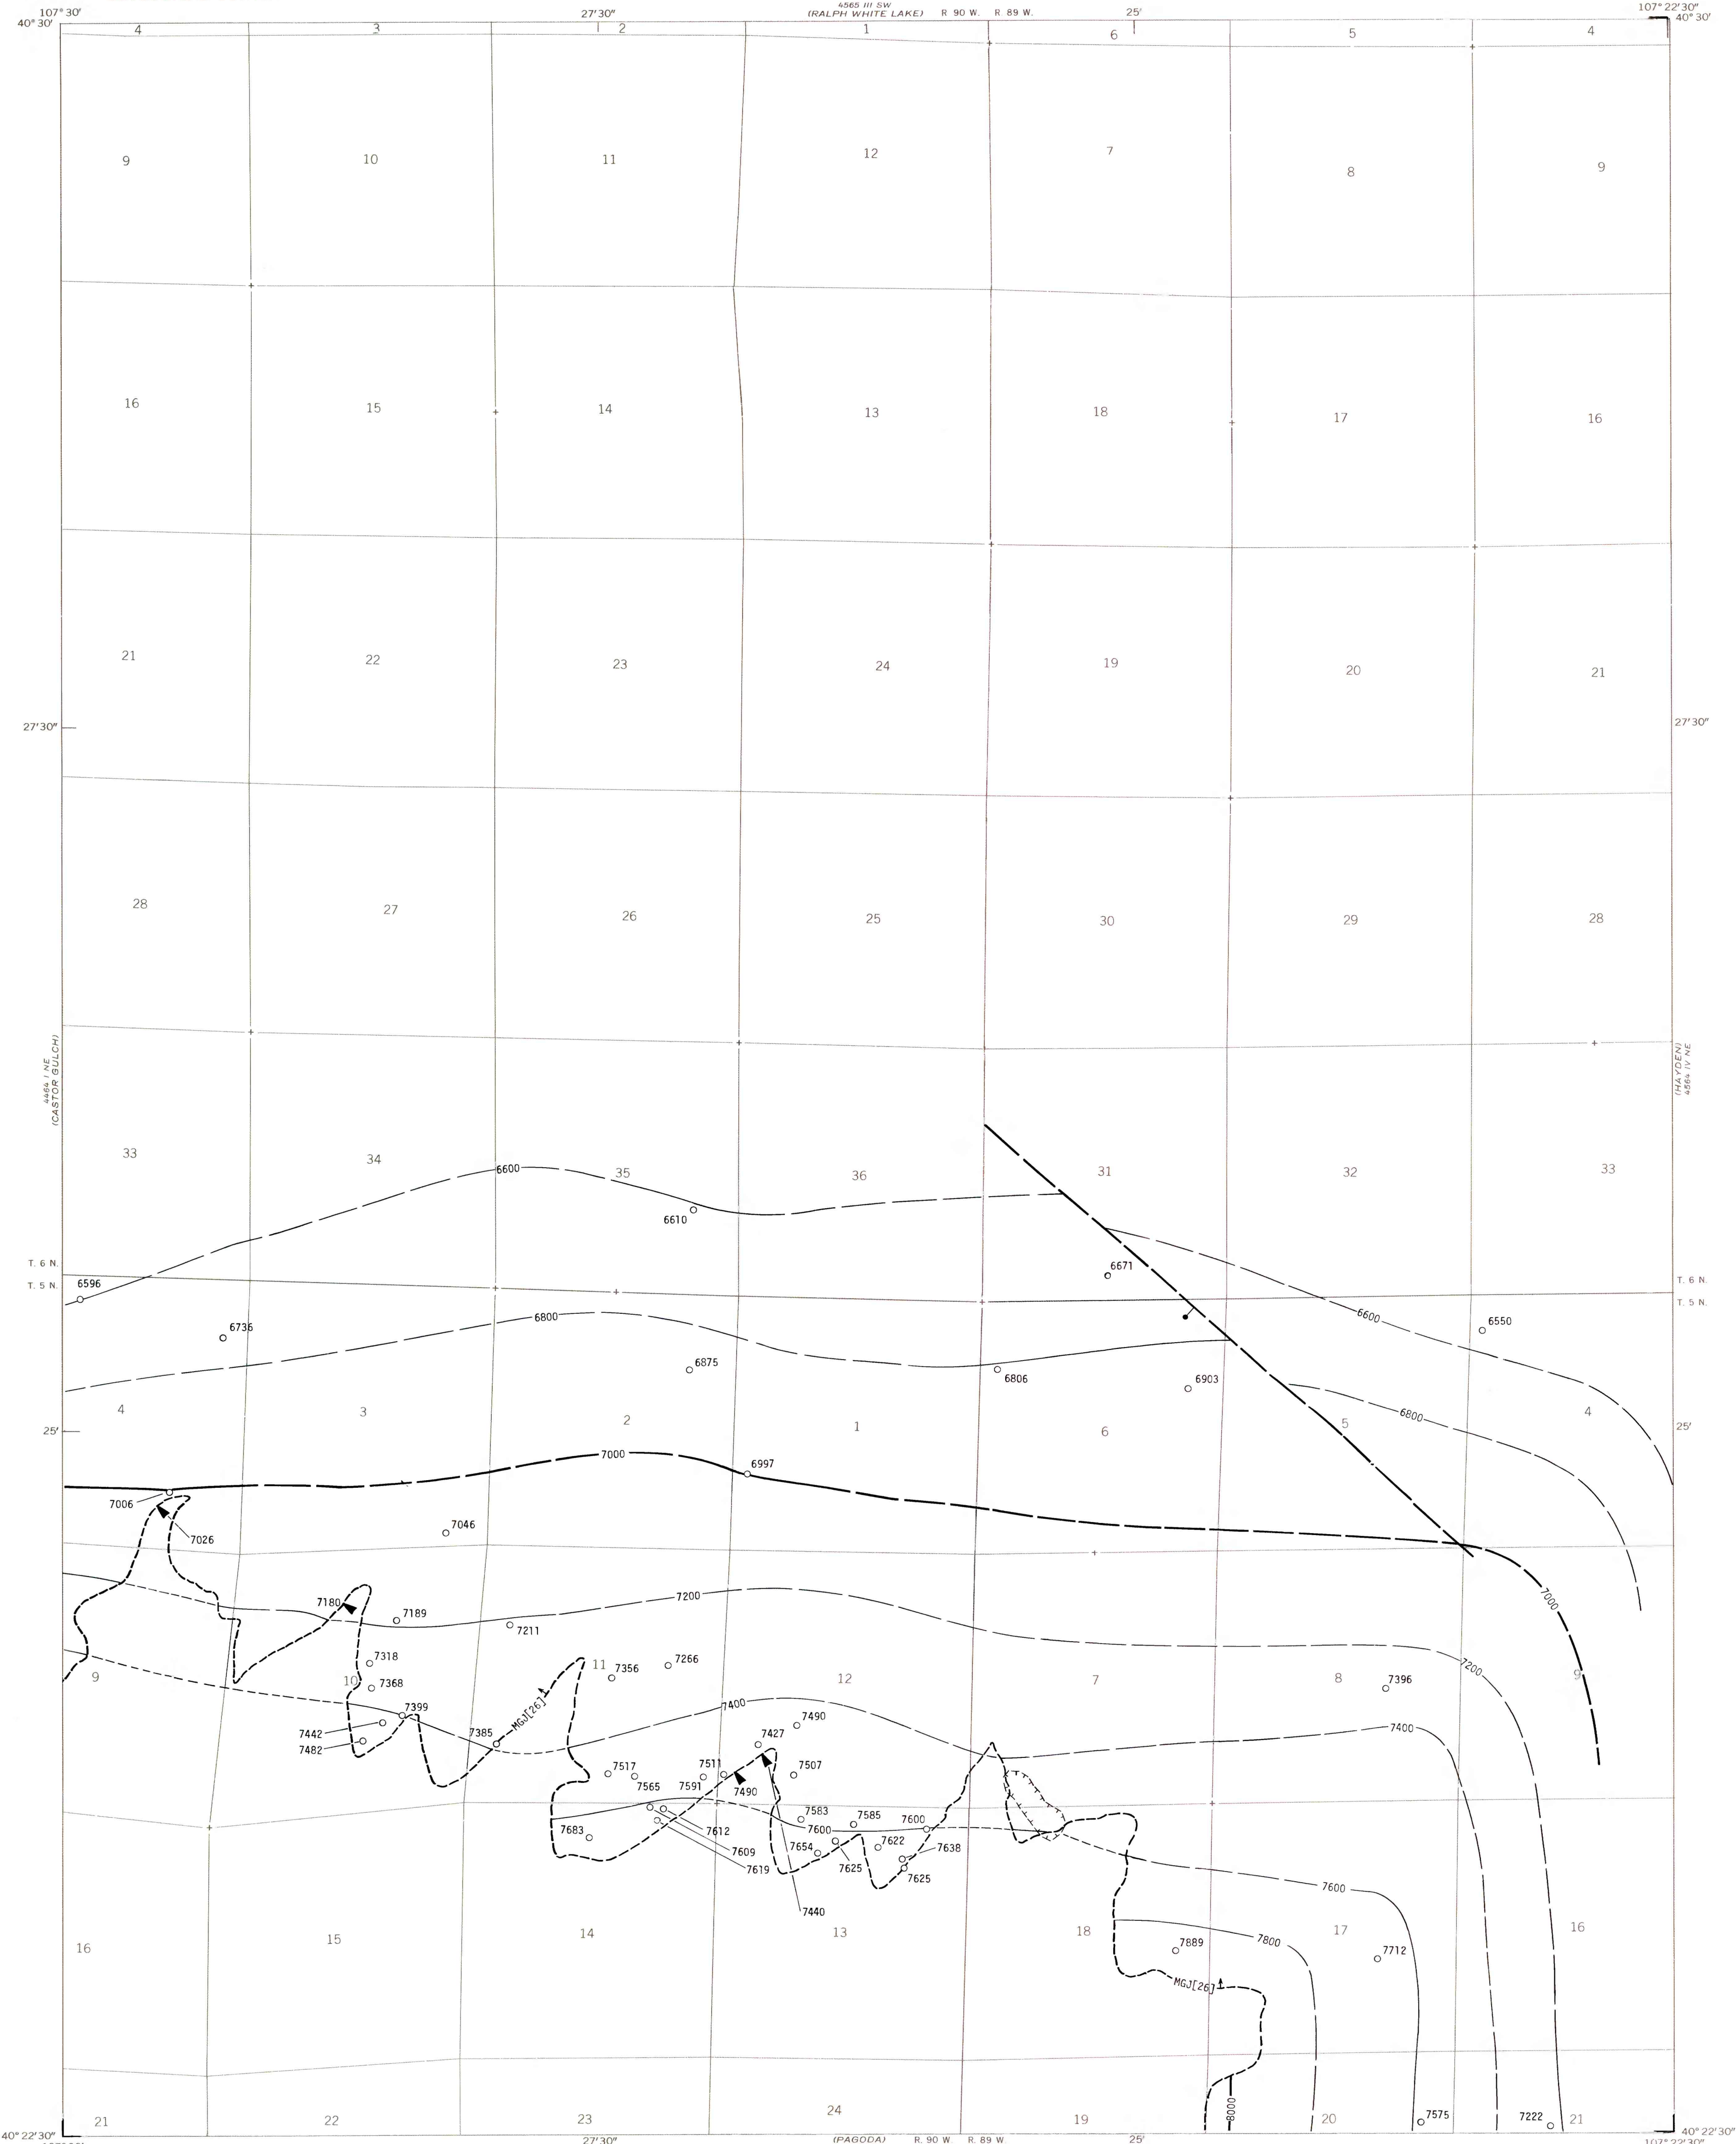 4565 III SW
107° 30' 27'30" (RALPH WHITE LAKE) R 90 W. R 89 W. 25' 107° 22'30"
40° 30' 40° 30'
4 3 2 1 6 5 4
9 10 11 12 7 8 9
16 15 14 13 18 17 16
21 22 23 24 19 20 21
27'30" 27'30"
28 27 26 25 30 29 28
4464 I NE
(CASTOR GULCH)
(HAYDEN)
4564 IV NE
33 34 35 36 31 32 33
6600
6610
T. 6 N. T. 6 N.
T. 5 N. T. 5 N.
6596 6671
6736 6800 6600 6550
6875 6806 6903
4 3 2 1 6 5 4
6800
25' 25'
7000 6997
7006
7026 7046
7180 7189 7200 7000
7211
7318 7356 7266 7200
9 10 11 12 7 8 9
7368 7396
7399 MGJ[26] 7400
7442 7385 7490 7400
7482 7427
7517 7511 7507
7565 7591 7490
7583 7585 7600
7683 7612 7600 7622
7609 7654 7638
7619 7625 7625
7600
7440
16 15 14 13 18 17 16
7889 7800 7712
MGJ[26]
8000
21 22 23 24 19 20 21
7575 7222
40° 22'30" 40° 22'30"
27'30" (PAGODA) R. 90 W. R. 89 W. 25' 107° 22'30"